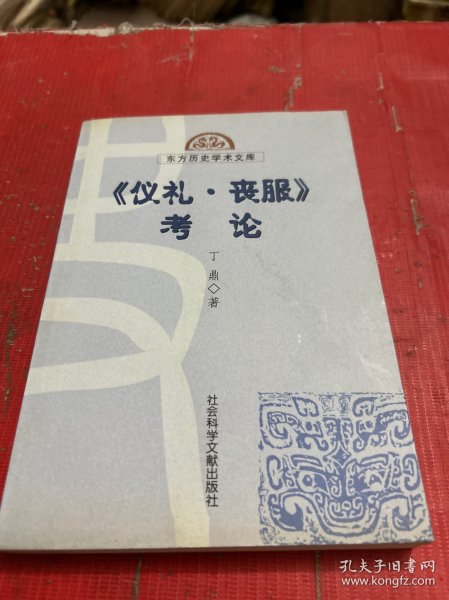 东方历史学术文库
《仪礼·丧服》
考 论
丁鼎◇著
社会科学文献出版社
孔夫子旧书网
www.kongfz.com